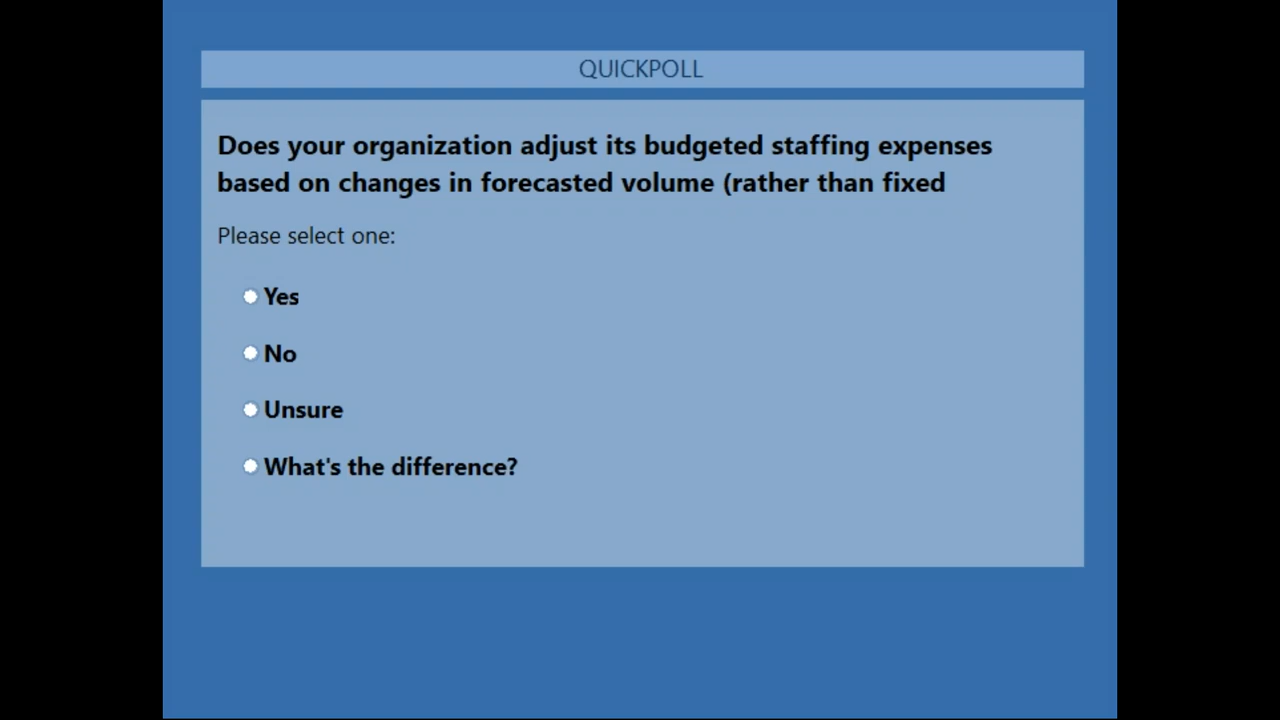 QUICKPOLL
Does your organization adjust its budgeted staffing expenses
based on changes in forecasted volume (rather than fixed
Please select one:
Yes
No
Unsure
What's the difference?